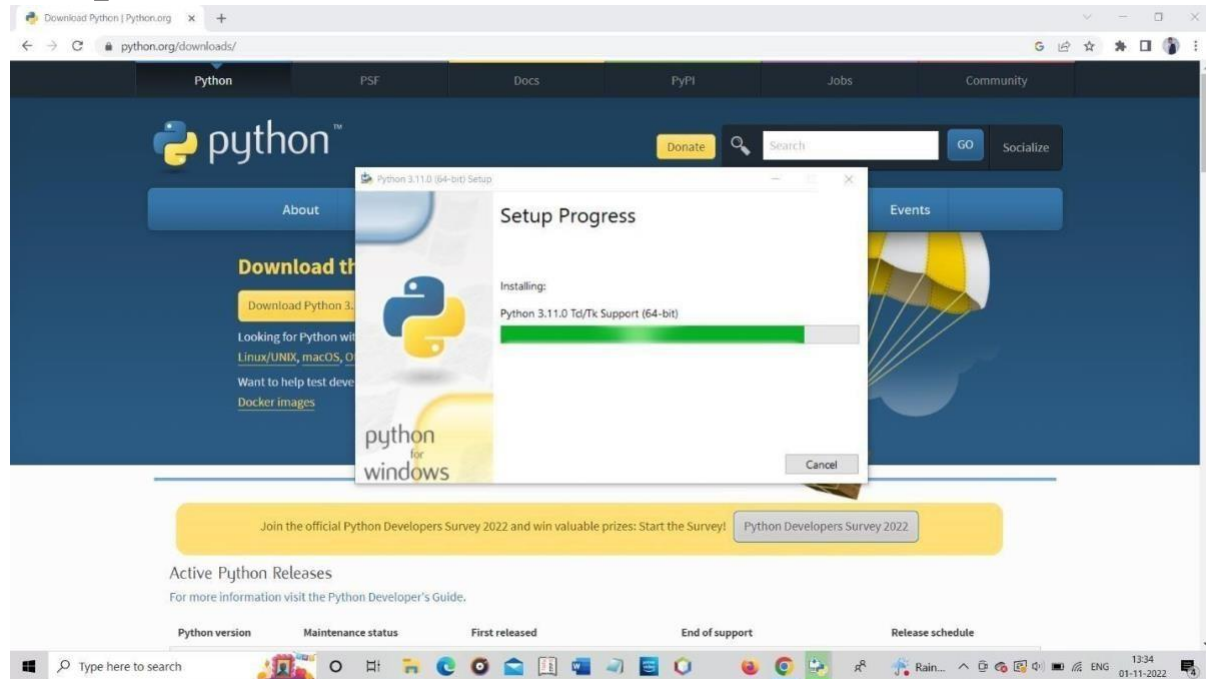 Download Python | Python.org
python.org/downloads/
Python PSF Docs PyPI Jobs Community
python™
Donate Search GO Socialize
About Events
Python 3.11.0 (64-bit) Setup
Setup Progress
Installing:
Python 3.11.0 Tcl/Tk Support (64-bit)
Cancel
python
for
windows
Download th
Download Python 3.
Looking for Python wit
Linux/UNIX, macOS, O
Want to help test deve
Docker images
Join the official Python Developers Survey 2022 and win valuable prizes: Start the Survey! Python Developers Survey 2022
Active Python Releases
For more information visit the Python Developer's Guide.
Python version Maintenance status First released End of support Release schedule
Type here to search Rain... ENG 13:34
01-11-2022
4